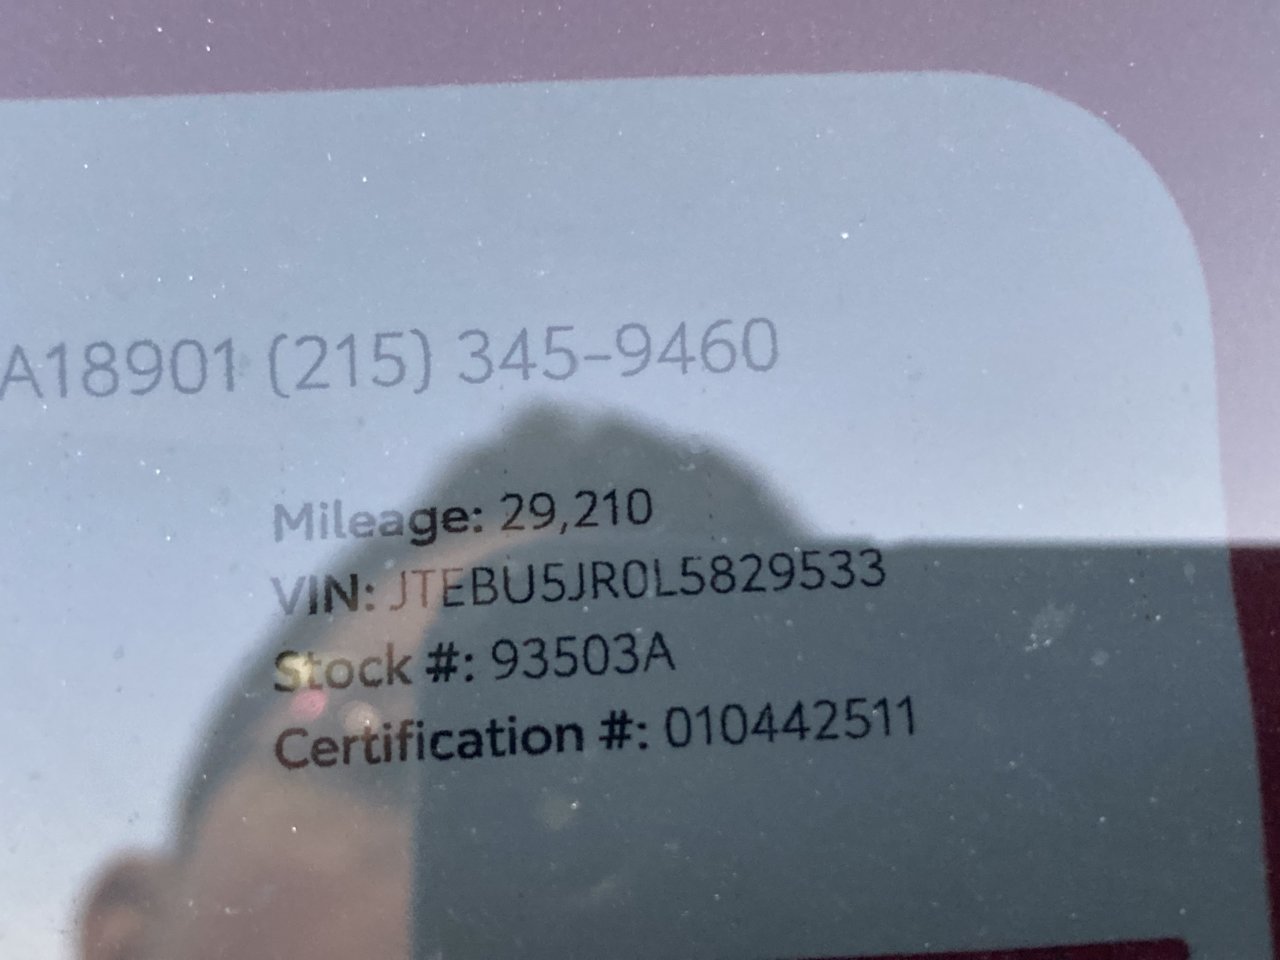 A18901 (215) 345-9460
Mileage: 29,210
VIN: JTEBU5JR0L5829533
Stock #: 93503A
Certification #: 010442511